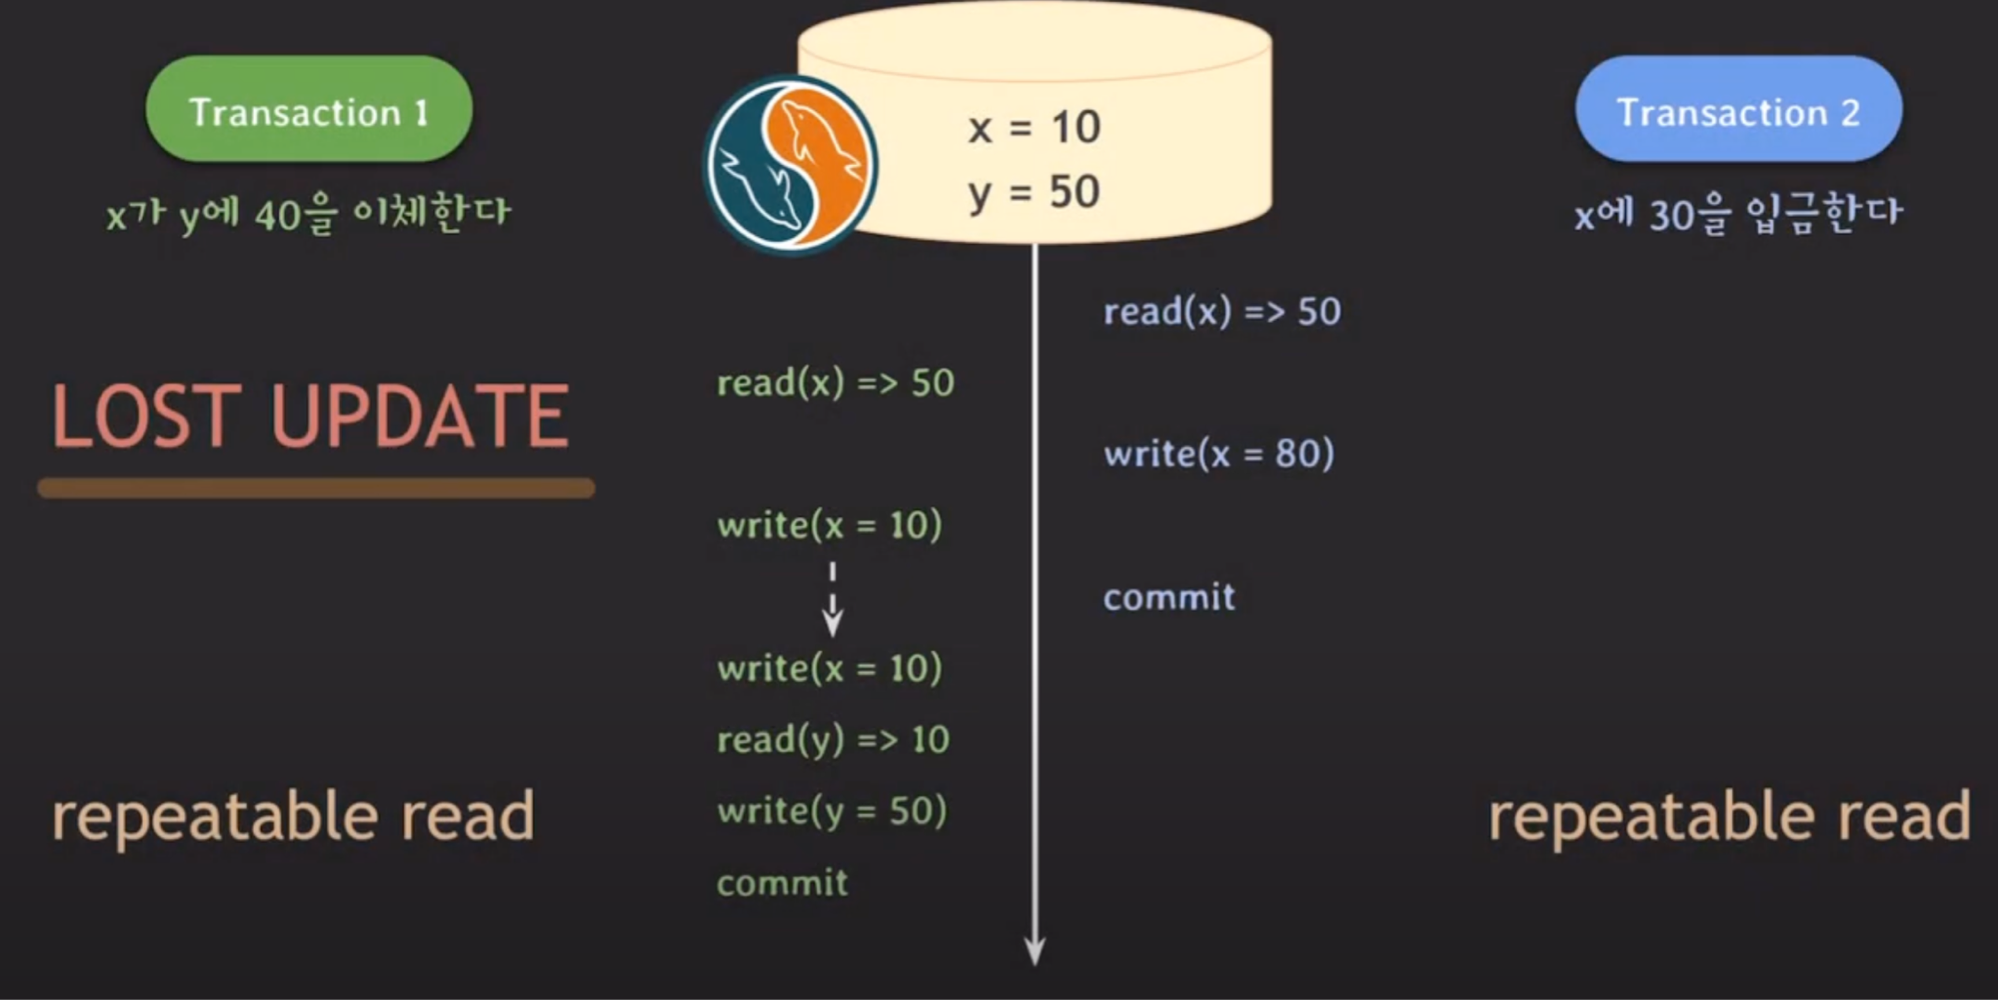 Transaction 1
x가 y에 40을 이체한다
x = 10
y = 50
Transaction 2
x에 30을 입금한다
read(x) => 50
read(x) => 50
LOST UPDATE
write(x = 80)
write(x = 10)
commit
write(x = 10)
read(y) => 10
write(y = 50)
commit
repeatable read
repeatable read